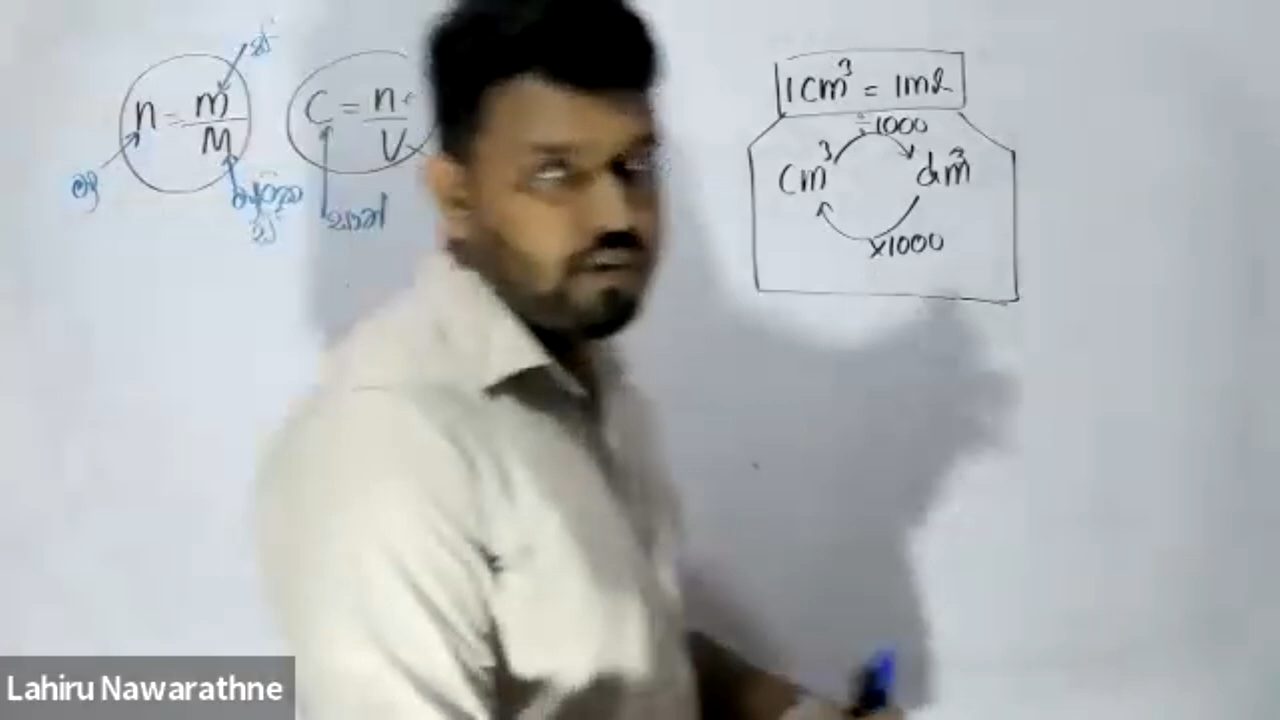 n = m/M
C = n/V
1cm³ = 1ml
÷1000
cm³ dm³
×1000
සාන්
Lahiru Nawarathne